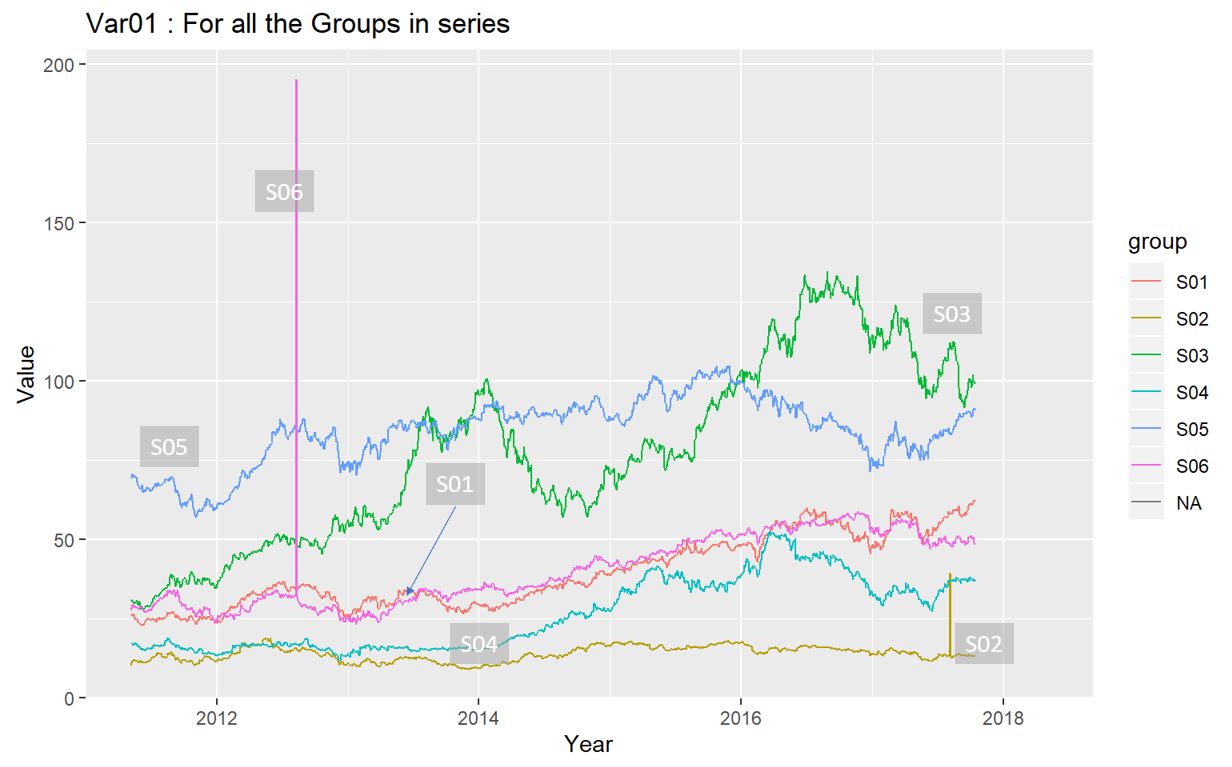 Var01 : For all the Groups in series
200
150
100
50
0
Value
2012
2014
2016
2018
Year
S06
S03
S05
S01
S04
S02
group
S01
S02
S03
S04
S05
S06
NA